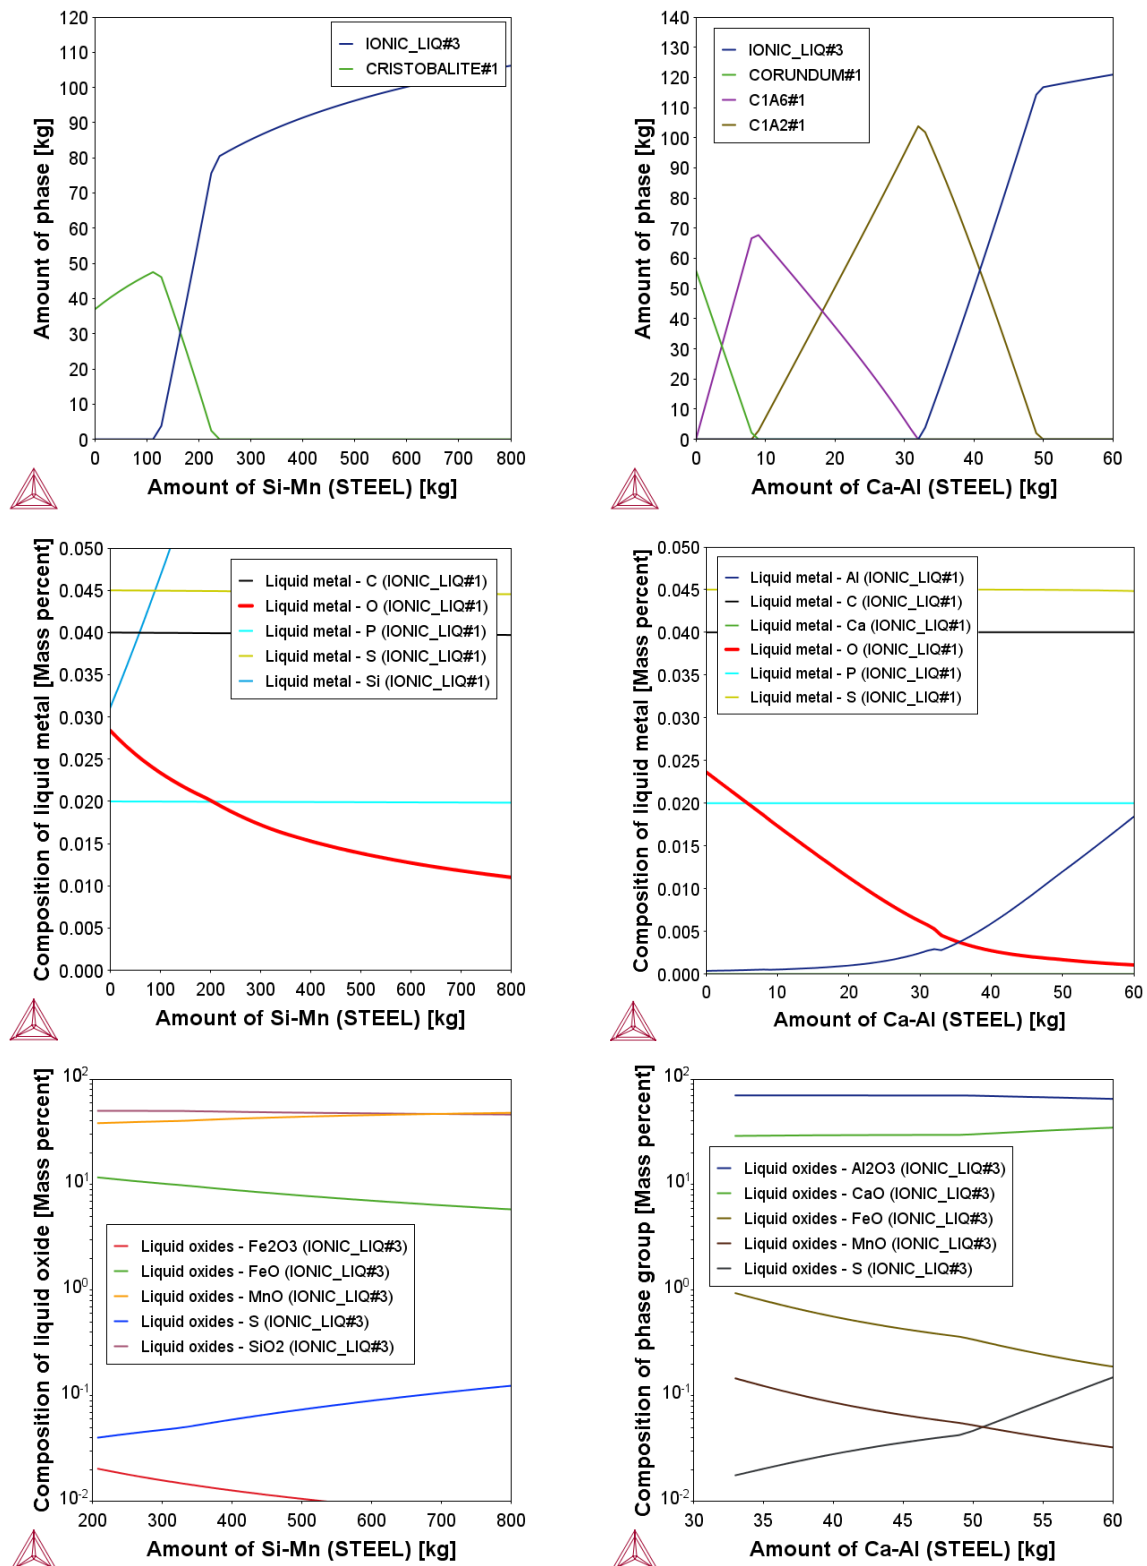 Amount of phase [kg]
120
110
100
90
80
70
60
50
40
30
20
10
0
IONIC_LIQ#3
CRISTOBALITE#1
0 100 200 300 400 500 600 700 800
Amount of Si-Mn (STEEL) [kg]
Amount of phase [kg]
140
130
120
110
100
90
80
70
60
50
40
30
20
10
0
IONIC_LIQ#3
CORUNDUM#1
C1A6#1
C1A2#1
0 10 20 30 40 50 60
Amount of Ca-Al (STEEL) [kg]
Composition of liquid metal [Mass percent]
0.050
0.045
0.040
0.035
0.030
0.025
0.020
0.015
0.010
0.005
0.000
Liquid metal - C (IONIC_LIQ#1)
Liquid metal - O (IONIC_LIQ#1)
Liquid metal - P (IONIC_LIQ#1)
Liquid metal - S (IONIC_LIQ#1)
Liquid metal - Si (IONIC_LIQ#1)
0 100 200 300 400 500 600 700 800
Amount of Si-Mn (STEEL) [kg]
Composition of liquid metal [Mass percent]
0.050
0.045
0.040
0.035
0.030
0.025
0.020
0.015
0.010
0.005
0.000
Liquid metal - Al (IONIC_LIQ#1)
Liquid metal - C (IONIC_LIQ#1)
Liquid metal - Ca (IONIC_LIQ#1)
Liquid metal - O (IONIC_LIQ#1)
Liquid metal - P (IONIC_LIQ#1)
Liquid metal - S (IONIC_LIQ#1)
0 10 20 30 40 50 60
Amount of Ca-Al (STEEL) [kg]
Composition of liquid oxide [Mass percent]
10^2
10^1
10^0
10^-1
10^-2
Liquid oxides - Fe2O3 (IONIC_LIQ#3)
Liquid oxides - FeO (IONIC_LIQ#3)
Liquid oxides - MnO (IONIC_LIQ#3)
Liquid oxides - S (IONIC_LIQ#3)
Liquid oxides - SiO2 (IONIC_LIQ#3)
200 300 400 500 600 700 800
Amount of Si-Mn (STEEL) [kg]
Composition of phase group [Mass percent]
10^2
10^1
10^0
10^-1
10^-2
Liquid oxides - Al2O3 (IONIC_LIQ#3)
Liquid oxides - CaO (IONIC_LIQ#3)
Liquid oxides - FeO (IONIC_LIQ#3)
Liquid oxides - MnO (IONIC_LIQ#3)
Liquid oxides - S (IONIC_LIQ#3)
30 35 40 45 50 55 60
Amount of Ca-Al (STEEL) [kg]